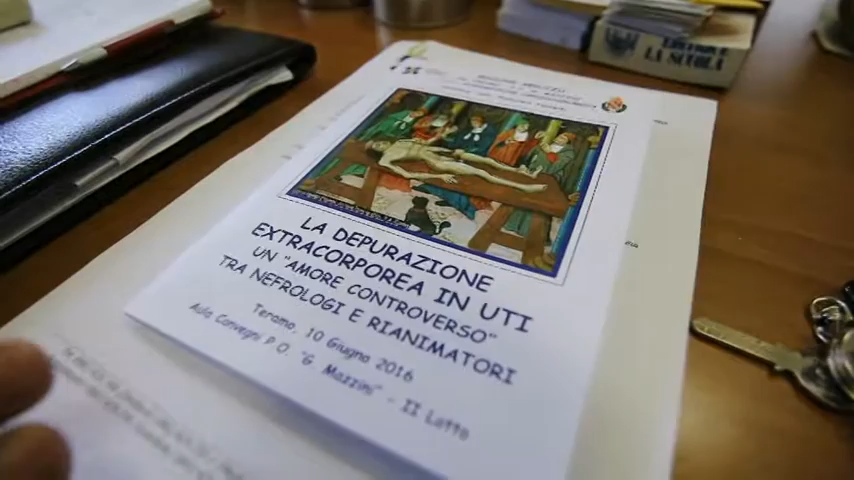 LA SCUOLA
LA DEPURAZIONE
EXTRACORPOREA IN UTI
UN "AMORE CONTROVERSO"
TRA NEFROLOGI E RIANIMATORI
Teramo, 10 Giugno 2016
Aula Convegni P.O. "G. Mazzini" - II Lotto